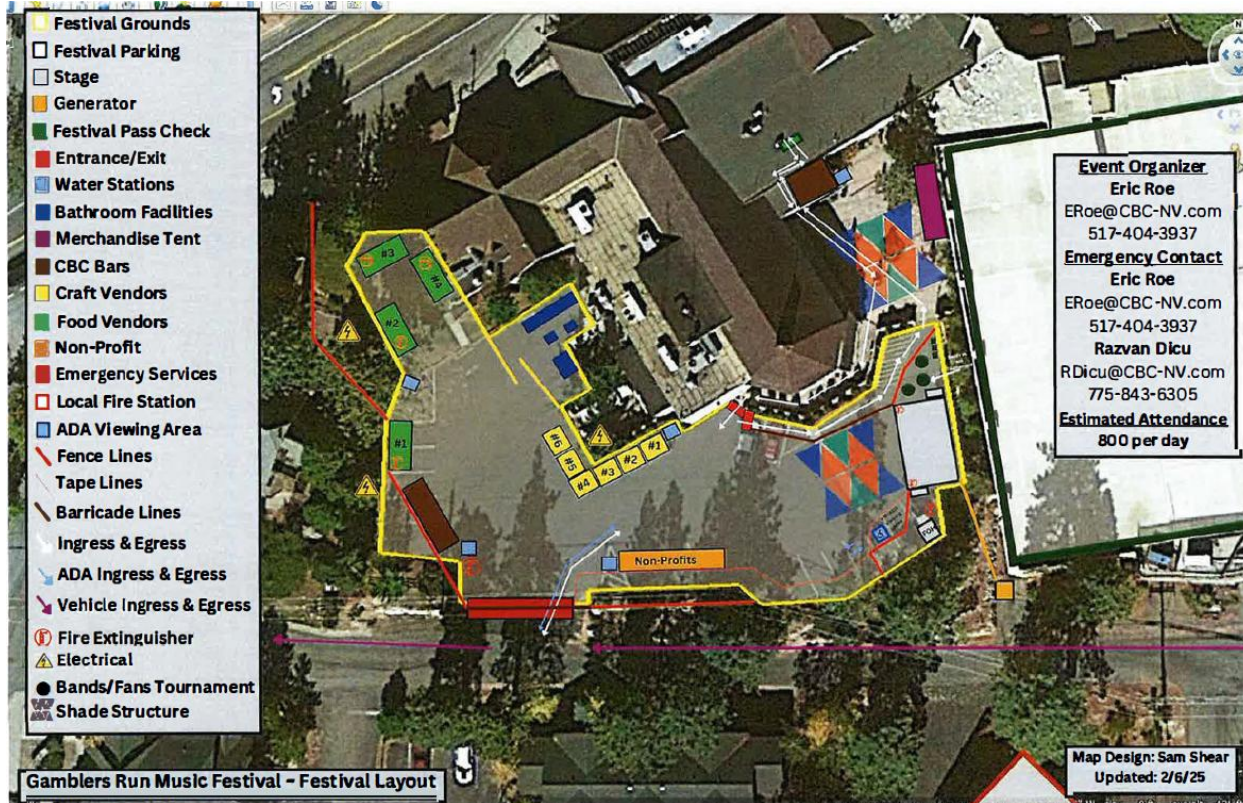 Festival Grounds
Festival Parking
Stage
Generator
Festival Pass Check
Entrance/Exit
Water Stations
Bathroom Facilities
Merchandise Tent
CBC Bars
Craft Vendors
Food Vendors
Non-Profit
Emergency Services
Local Fire Station
ADA Viewing Area
Fence Lines
Tape Lines
Barricade Lines
Ingress & Egress
ADA Ingress & Egress
Vehicle Ingress & Egress
Fire Extinguisher
Electrical
Bands/Fans Tournament
Shade Structure
Gamblers Run Music Festival - Festival Layout
#3
#4
#2
#1
#6
#5
#4
#3
#2
#1
Non-Profits
FOH
N
Event Organizer
Eric Roe
ERoe@CBC-NV.com
517-404-3937
Emergency Contact
Eric Roe
ERoe@CBC-NV.com
517-404-3937
Razvan Dicu
RDicu@CBC-NV.com
775-843-6305
Estimated Attendance
800 per day
Map Design: Sam Shear
Updated: 2/6/25